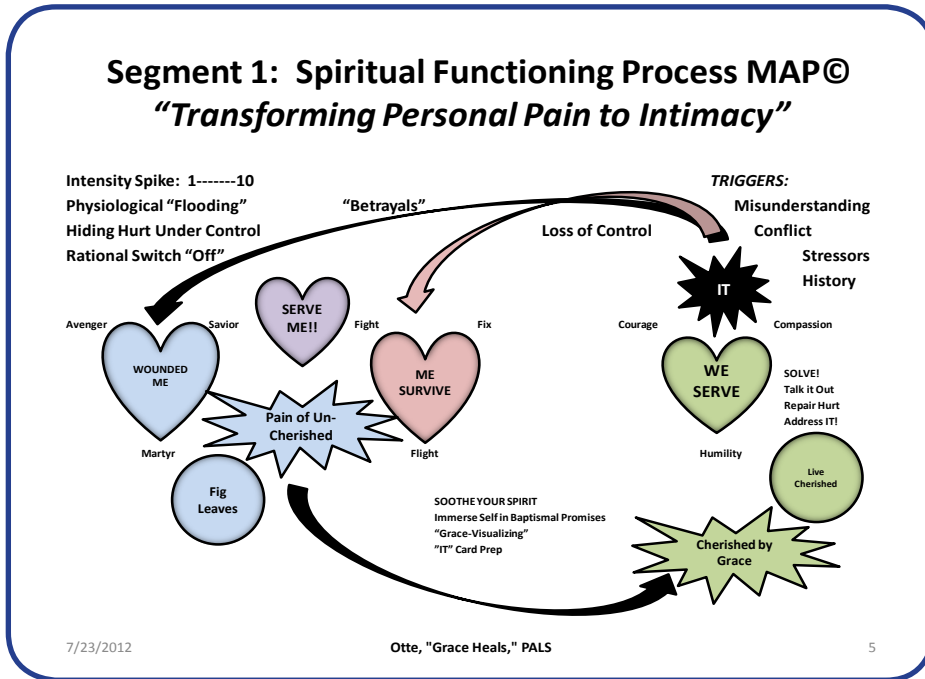 Segment 1:  Spiritual Functioning Process MAP©
“Transforming Personal Pain to Intimacy”
Intensity Spike:  1-------10
Physiological “Flooding”
Hiding Hurt Under Control
Rational Switch “Off”
“Betrayals”
Loss of Control
TRIGGERS:
Misunderstanding
Conflict
Stressors
History
IT
Avenger
Savior
WOUNDED
ME
Martyr
SERVE
ME!!
Fight
Fix
ME
SURVIVE
Flight
Pain of Un-
Cherished
Fig
Leaves
Courage
Compassion
WE
SERVE
Humility
SOLVE!
Talk it Out
Repair Hurt
Address IT!
Live
Cherished
SOOTHE YOUR SPIRIT
Immerse Self in Baptismal Promises
“Grace-Visualizing”
”IT” Card Prep
Cherished by
Grace
7/23/2012
Otte, "Grace Heals," PALS
5